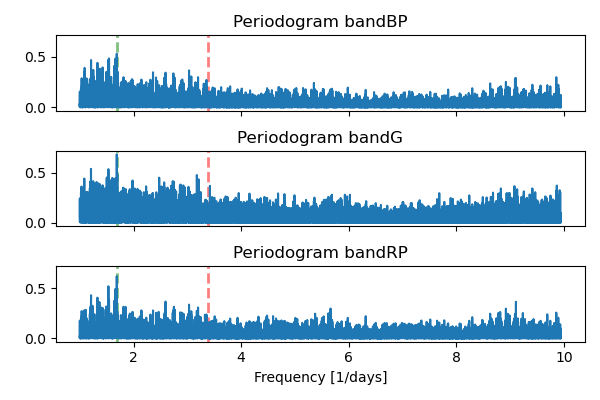 Periodogram bandBP
0.5
0.0
Periodogram bandG
0.5
0.0
Periodogram bandRP
0.5
0.0
2 4 6 8 10
Frequency [1/days]